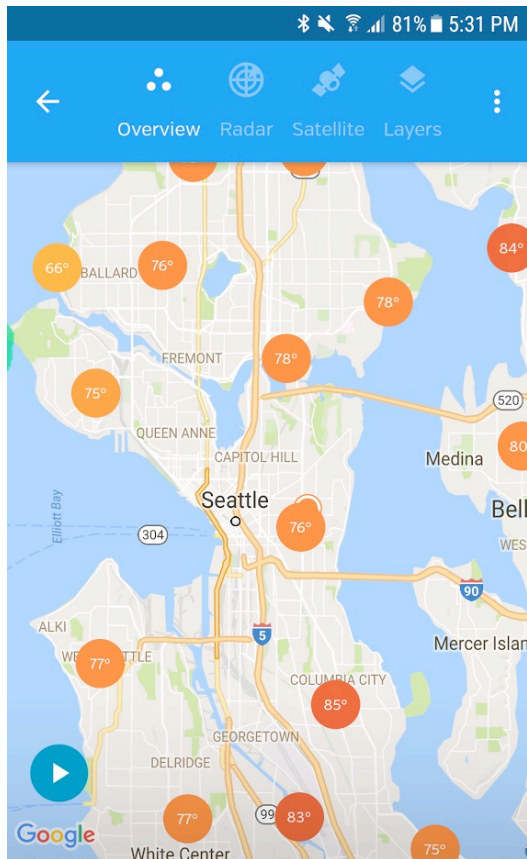 81% 5:31 PM
Overview Radar Satellite Layers
84°
66°
BALLARD
76°
78°
FREMONT
78°
75°
520
QUEEN ANNE
80
CAPITOL HILL
Medina
Seattle
Bell
Elliott Bay
76°
304
WES
90
ALKI
5
Mercer Islan
77°
COLUMBIA CITY
85°
GEORGETOWN
DELRIDGE
77°
99
83°
Google
White Center
75°